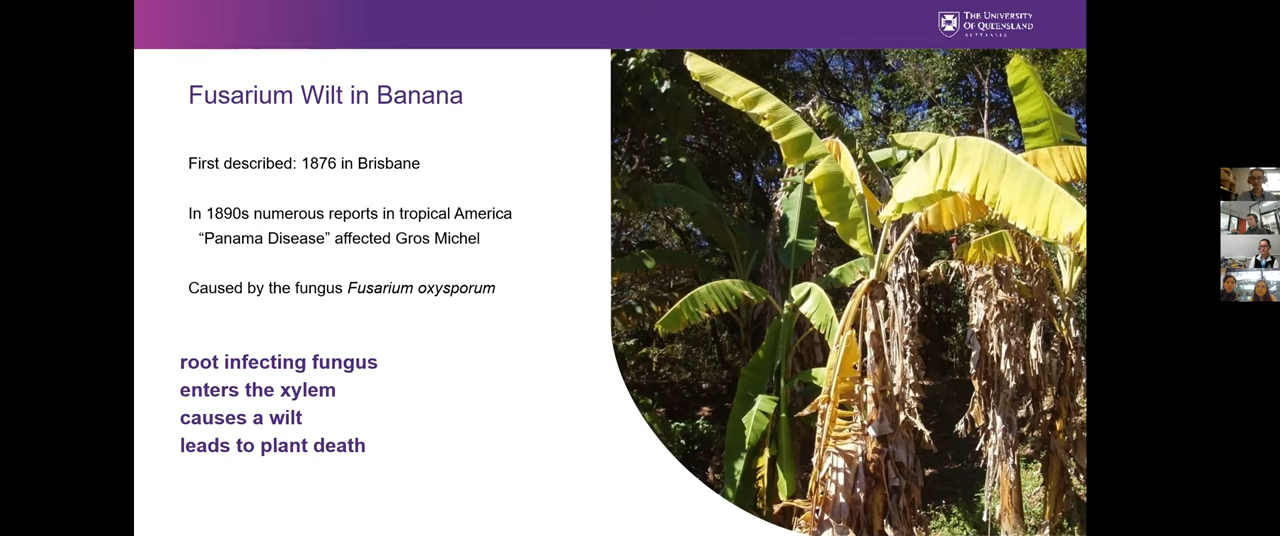 THE UNIVERSITY
OF QUEENSLAND
AUSTRALIA
Fusarium Wilt in Banana
First described: 1876 in Brisbane
In 1890s numerous reports in tropical America
“Panama Disease” affected Gros Michel
Caused by the fungus Fusarium oxysporum
root infecting fungus
enters the xylem
causes a wilt
leads to plant death